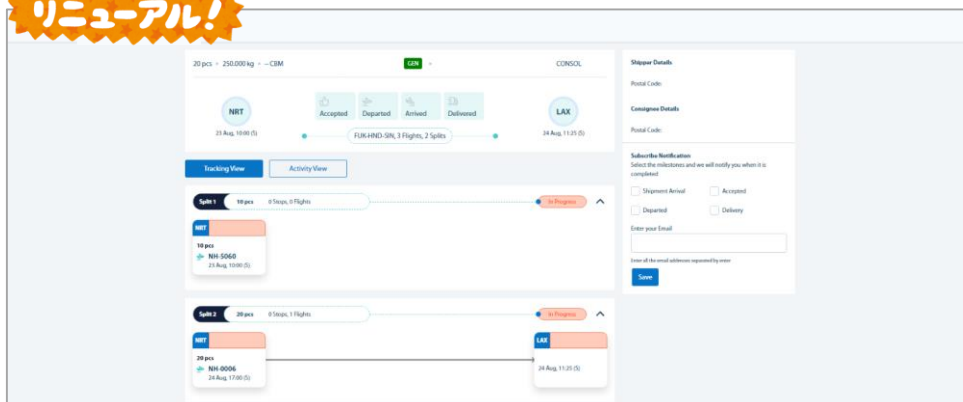 リニューアル!
20 pcs • 250.000 kg • -- CBM GEN CONSOL
NRT Accepted Departed Arrived Delivered LAX
23 Aug, 10:00 (S) FUK-HND-SIN, 3 Flights, 2 Splits 24 Aug, 11:25 (S)
Tracking View Activity View
Split 1 10 pcs 0 Stops, 0 Flights In Progress
NRT
10 pcs
NH-5060
23 Aug, 10:00 (S)
Split 2 20 pcs 0 Stops, 1 Flights In Progress
NRT LAX
20 pcs
NH-0006 24 Aug, 11:25 (S)
24 Aug, 17:00 (S)
Shipper Details
Postal Code:
Consignee Details
Postal Code:
Subscribe Notification
Select the milestones and we will notify you when it is
completed
Shipment Arrival Accepted
Departed Delivery
Enter your Email
Enter all the email addresses separated by enter
Save